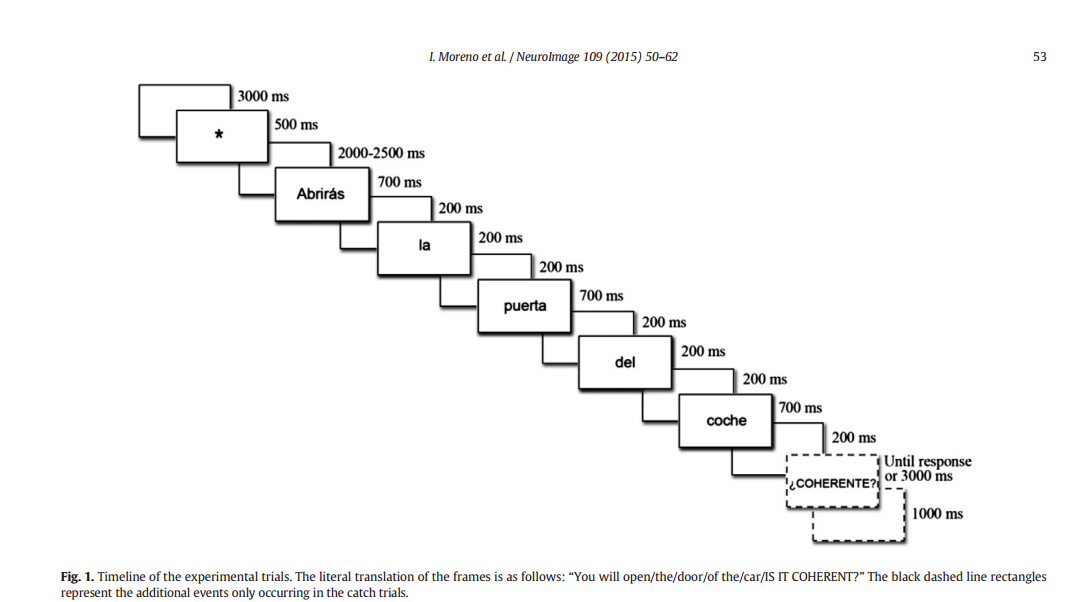 I. Moreno et al. / NeuroImage 109 (2015) 50–62
53
3000 ms
*
500 ms
2000-2500 ms
Abrirás
700 ms
200 ms
la
200 ms
200 ms
puerta
700 ms
200 ms
del
200 ms
200 ms
coche
700 ms
200 ms
¿COHERENTE?
Until response
or 3000 ms
1000 ms
Fig. 1. Timeline of the experimental trials. The literal translation of the frames is as follows: “You will open/the/door/of the/car/IS IT COHERENT?” The black dashed line rectangles
represent the additional events only occurring in the catch trials.